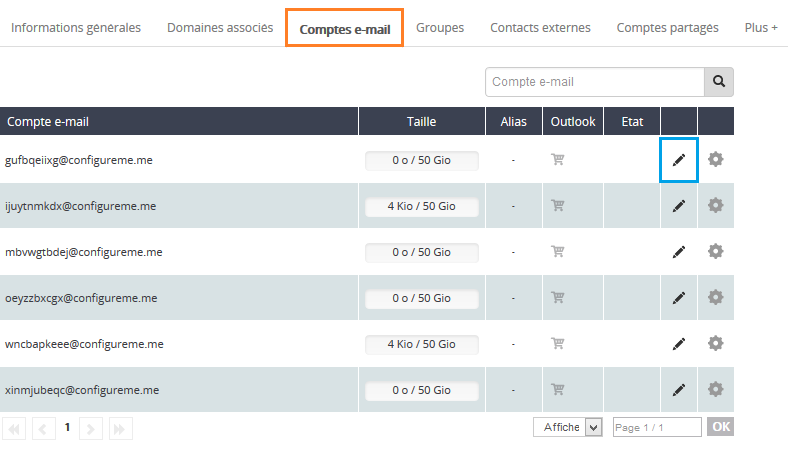 Informations générales Domaines associés Comptes e-mail Groupes Contacts externes Comptes partagés Plus +
Compte e-mail
Compte e-mail Taille Alias Outlook Etat
gufbqeiixg@configureme.me 0 o / 50 Gio -
ijuytnmkdx@configureme.me 4 Kio / 50 Gio -
mbvwgtbdej@configureme.me 0 o / 50 Gio -
oeyzzbxcgx@configureme.me 0 o / 50 Gio -
wncbapkeee@configureme.me 4 Kio / 50 Gio -
xinmjubeqc@configureme.me 0 o / 50 Gio -
1 Affiche Page 1 / 1 OK